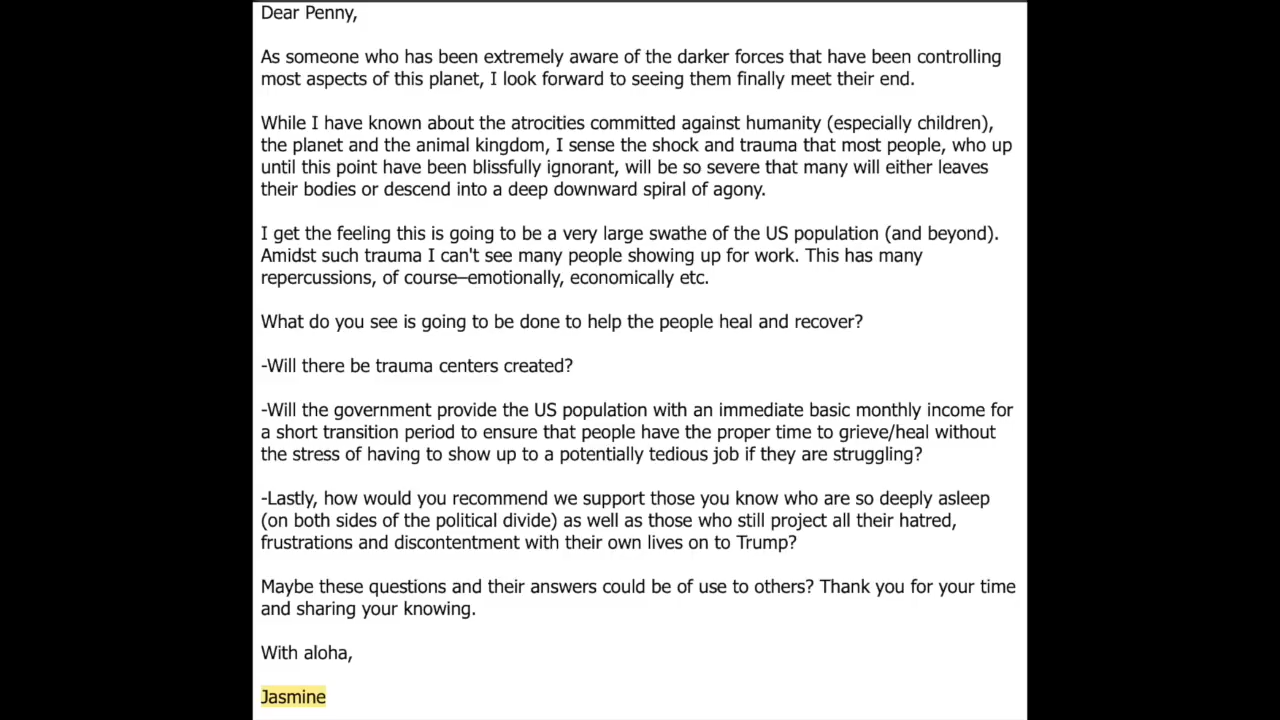 Dear Penny,
As someone who has been extremely aware of the darker forces that have been controlling
most aspects of this planet, I look forward to seeing them finally meet their end.
While I have known about the atrocities committed against humanity (especially children),
the planet and the animal kingdom, I sense the shock and trauma that most people, who up
until this point have been blissfully ignorant, will be so severe that many will either leaves
their bodies or descend into a deep downward spiral of agony.
I get the feeling this is going to be a very large swathe of the US population (and beyond).
Amidst such trauma I can't see many people showing up for work. This has many
repercussions, of course—emotionally, economically etc.
What do you see is going to be done to help the people heal and recover?
-Will there be trauma centers created?
-Will the government provide the US population with an immediate basic monthly income for
a short transition period to ensure that people have the proper time to grieve/heal without
the stress of having to show up to a potentially tedious job if they are struggling?
-Lastly, how would you recommend we support those you know who are so deeply asleep
(on both sides of the political divide) as well as those who still project all their hatred,
frustrations and discontentment with their own lives on to Trump?
Maybe these questions and their answers could be of use to others? Thank you for your time
and sharing your knowing.
With aloha,
Jasmine